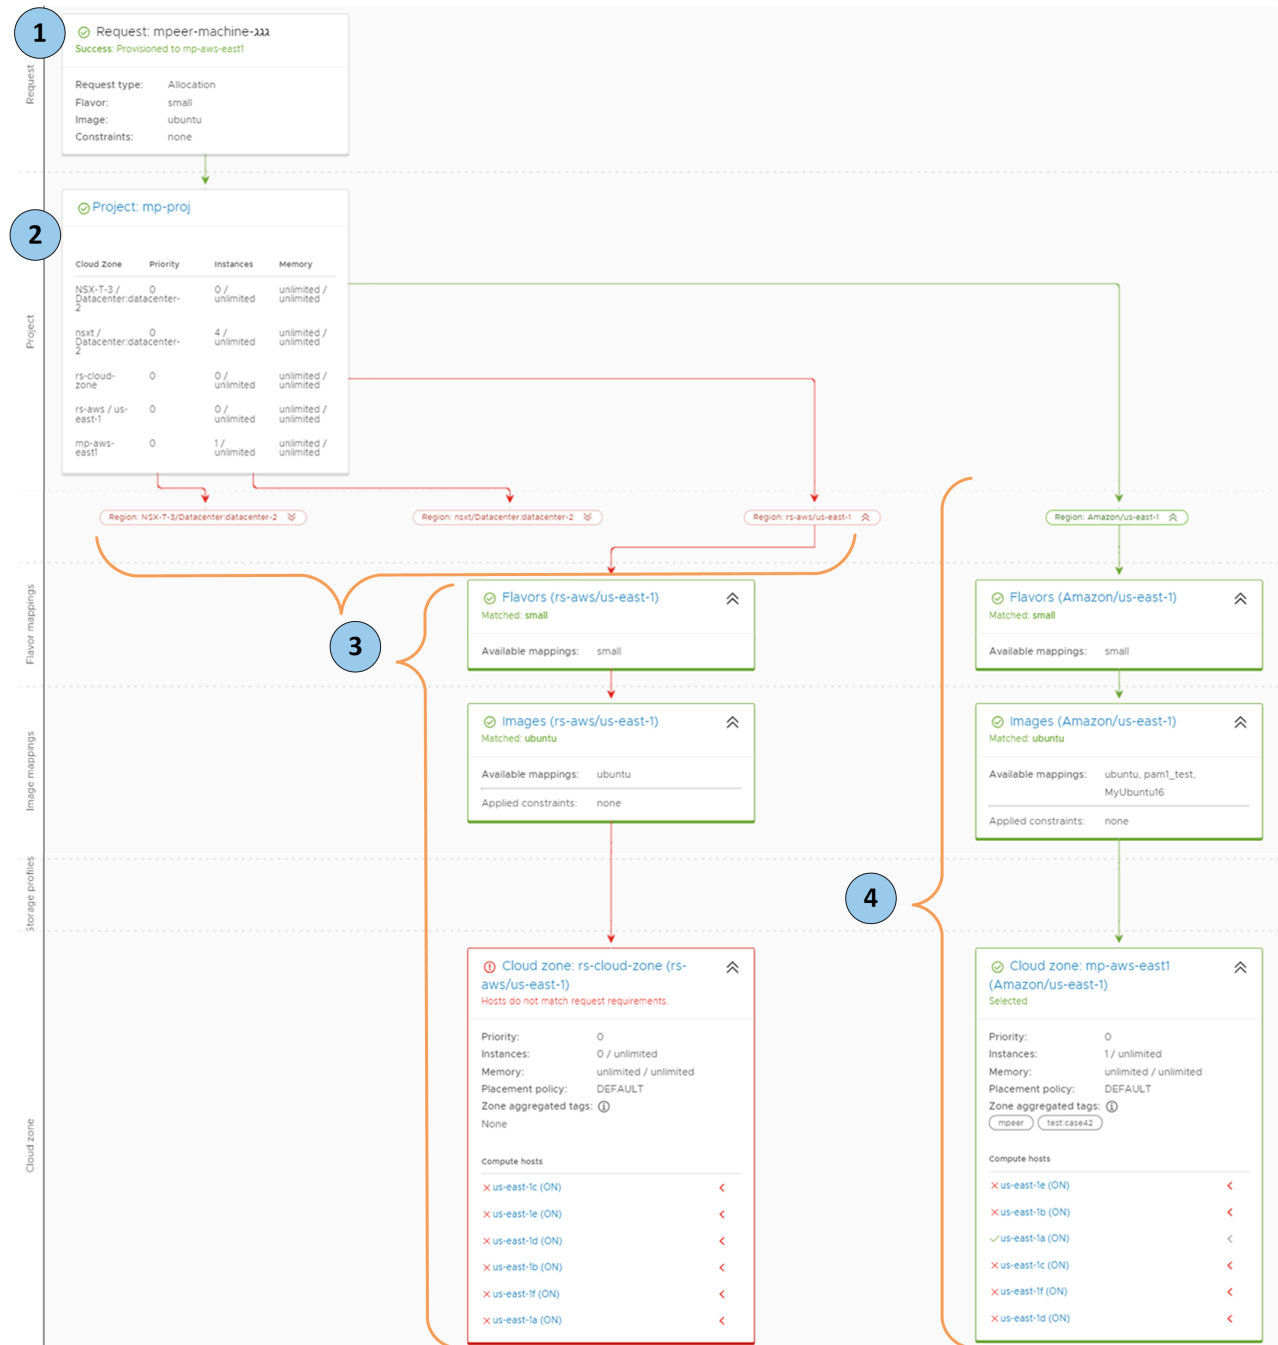 1
Request: mpeer-machine-גגג
Success: Provisioned to mp-aws-east1
Request type: Allocation
Flavor: small
Image: ubuntu
Constraints: none
Request
2
Project: mp-proj
Cloud Zone Priority Instances Memory
NSX-T-3 / Datacenter:datacenter-2 0 0 / unlimited unlimited / unlimited
nsxt / Datacenter:datacenter-2 0 4 / unlimited unlimited / unlimited
rs-cloud-zone 0 0 / unlimited unlimited / unlimited
rs-aws / us-east-1 0 0 / unlimited unlimited / unlimited
mp-aws-east1 0 1 / unlimited unlimited / unlimited
Project
Region: NSX-T-3/Datacenter:datacenter-2
Region: nsxt/Datacenter:datacenter-2
Region: rs-aws/us-east-1
Region: Amazon/us-east-1
3
Flavor mappings
Flavors (rs-aws/us-east-1)
Matched: small
Available mappings: small
Flavors (Amazon/us-east-1)
Matched: small
Available mappings: small
Image mappings
Images (rs-aws/us-east-1)
Matched: ubuntu
Available mappings: ubuntu
Applied constraints: none
Images (Amazon/us-east-1)
Matched: ubuntu
Available mappings: ubuntu, pam1_test,
MyUbuntu16
Applied constraints: none
Storage profiles
4
Cloud zone
Cloud zone: rs-cloud-zone (rs-
aws/us-east-1)
Hosts do not match request requirements.
Priority: 0
Instances: 0 / unlimited
Memory: unlimited / unlimited
Placement policy: DEFAULT
Zone aggregated tags:
None
Compute hosts
us-east-1c (ON)
us-east-1e (ON)
us-east-1d (ON)
us-east-1b (ON)
us-east-1f (ON)
us-east-1a (ON)
Cloud zone: mp-aws-east1
(Amazon/us-east-1)
Selected
Priority: 0
Instances: 1 / unlimited
Memory: unlimited / unlimited
Placement policy: DEFAULT
Zone aggregated tags:
mpeer test:case42
Compute hosts
us-east-1e (ON)
us-east-1b (ON)
us-east-1a (ON)
us-east-1c (ON)
us-east-1f (ON)
us-east-1d (ON)